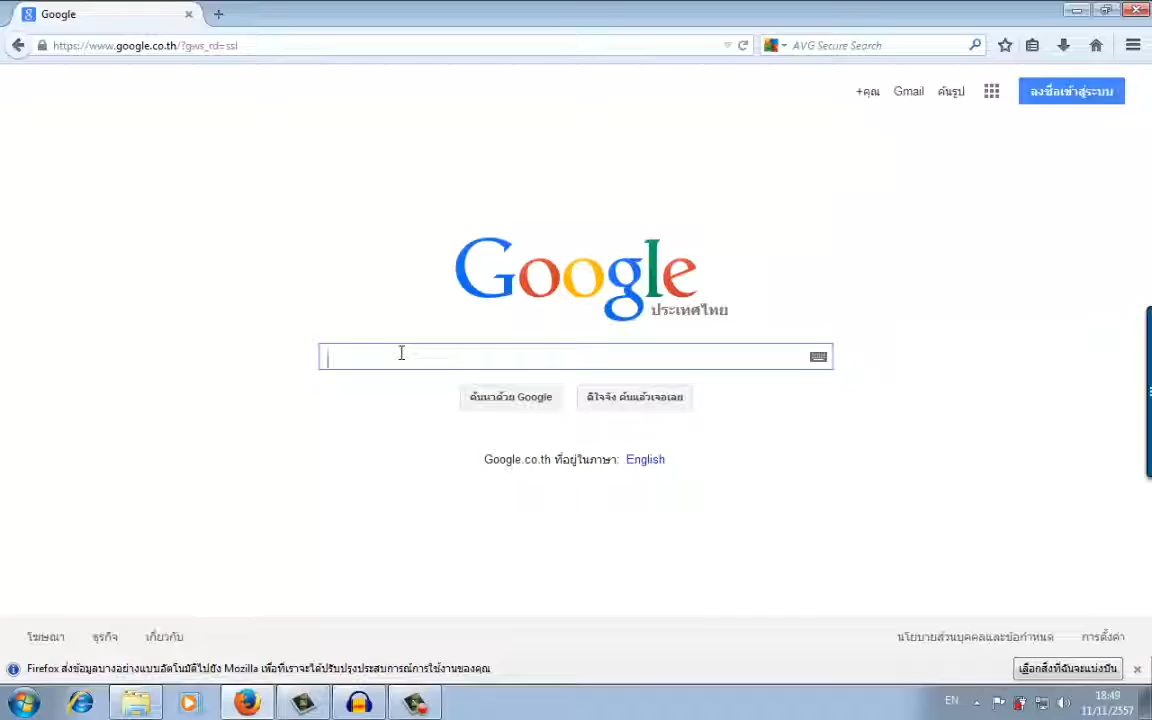 Google
https://www.google.co.th/?gws_rd=ssl
AVG Secure Search
+คุณ Gmail ค้นรูป
ลงชื่อเข้าสู่ระบบ
Google
ประเทศไทย
ค้นหาด้วย Google
ดีใจจัง ค้นแล้วเจอเลย
Google.co.th ที่อยู่ในภาษา: English
โฆษณา ธุรกิจ เกี่ยวกับ
นโยบายส่วนบุคคลและข้อกำหนด การตั้งค่า
Firefox ส่งข้อมูลบางอย่างแบบอัตโนมัติไปยัง Mozilla เพื่อที่เราจะได้ปรับปรุงประสบการณ์การใช้งานของคุณ
เลือกสิ่งที่ฉันจะแบ่งปัน
EN
18:49
11/11/2557